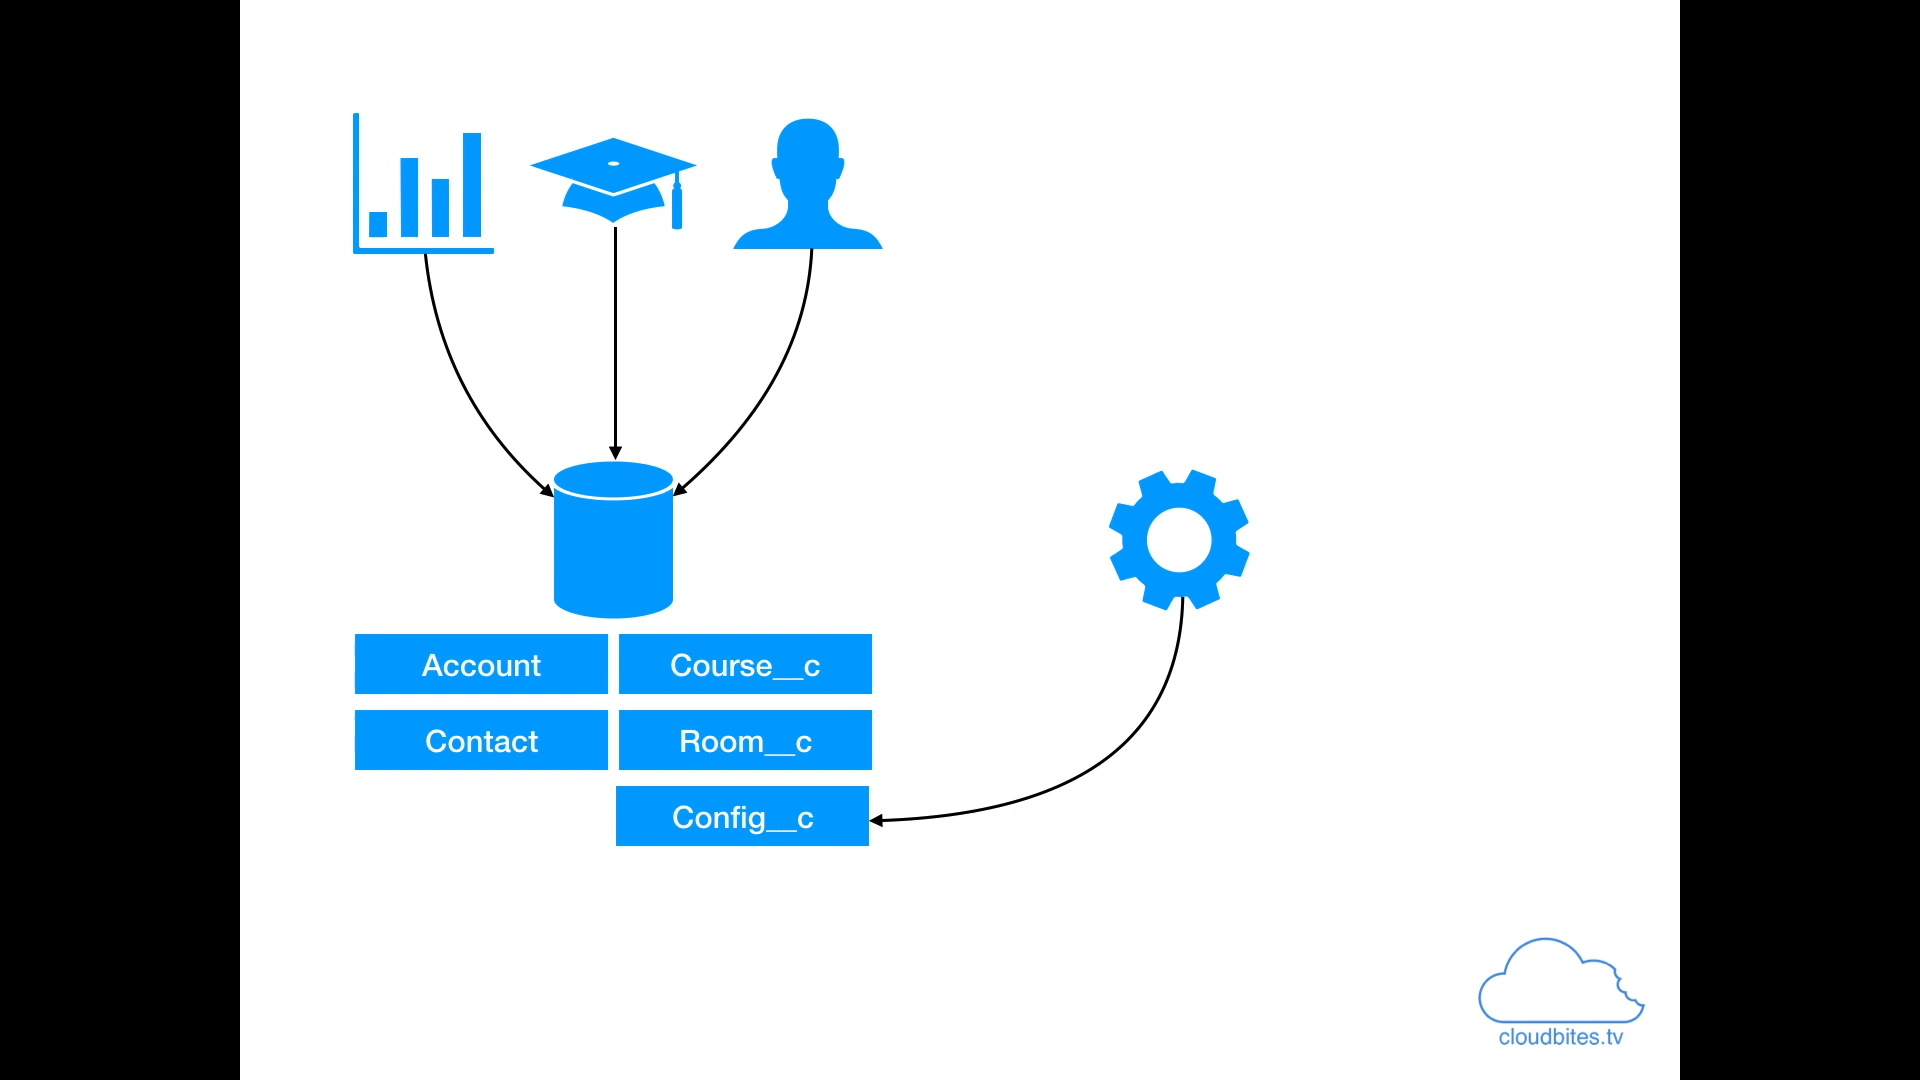 Account
Course__c
Contact
Room__c
Config__c
cloudbites.tv